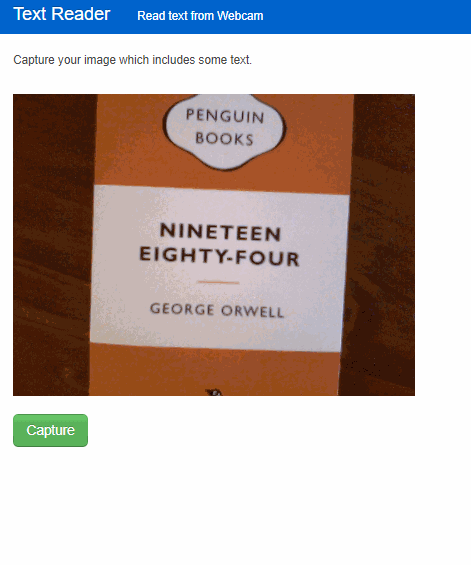 Text Reader Read text from Webcam
Capture your image which includes some text.
PENGUIN
BOOKS
NINETEEN
EIGHTY-FOUR
GEORGE ORWELL
Capture